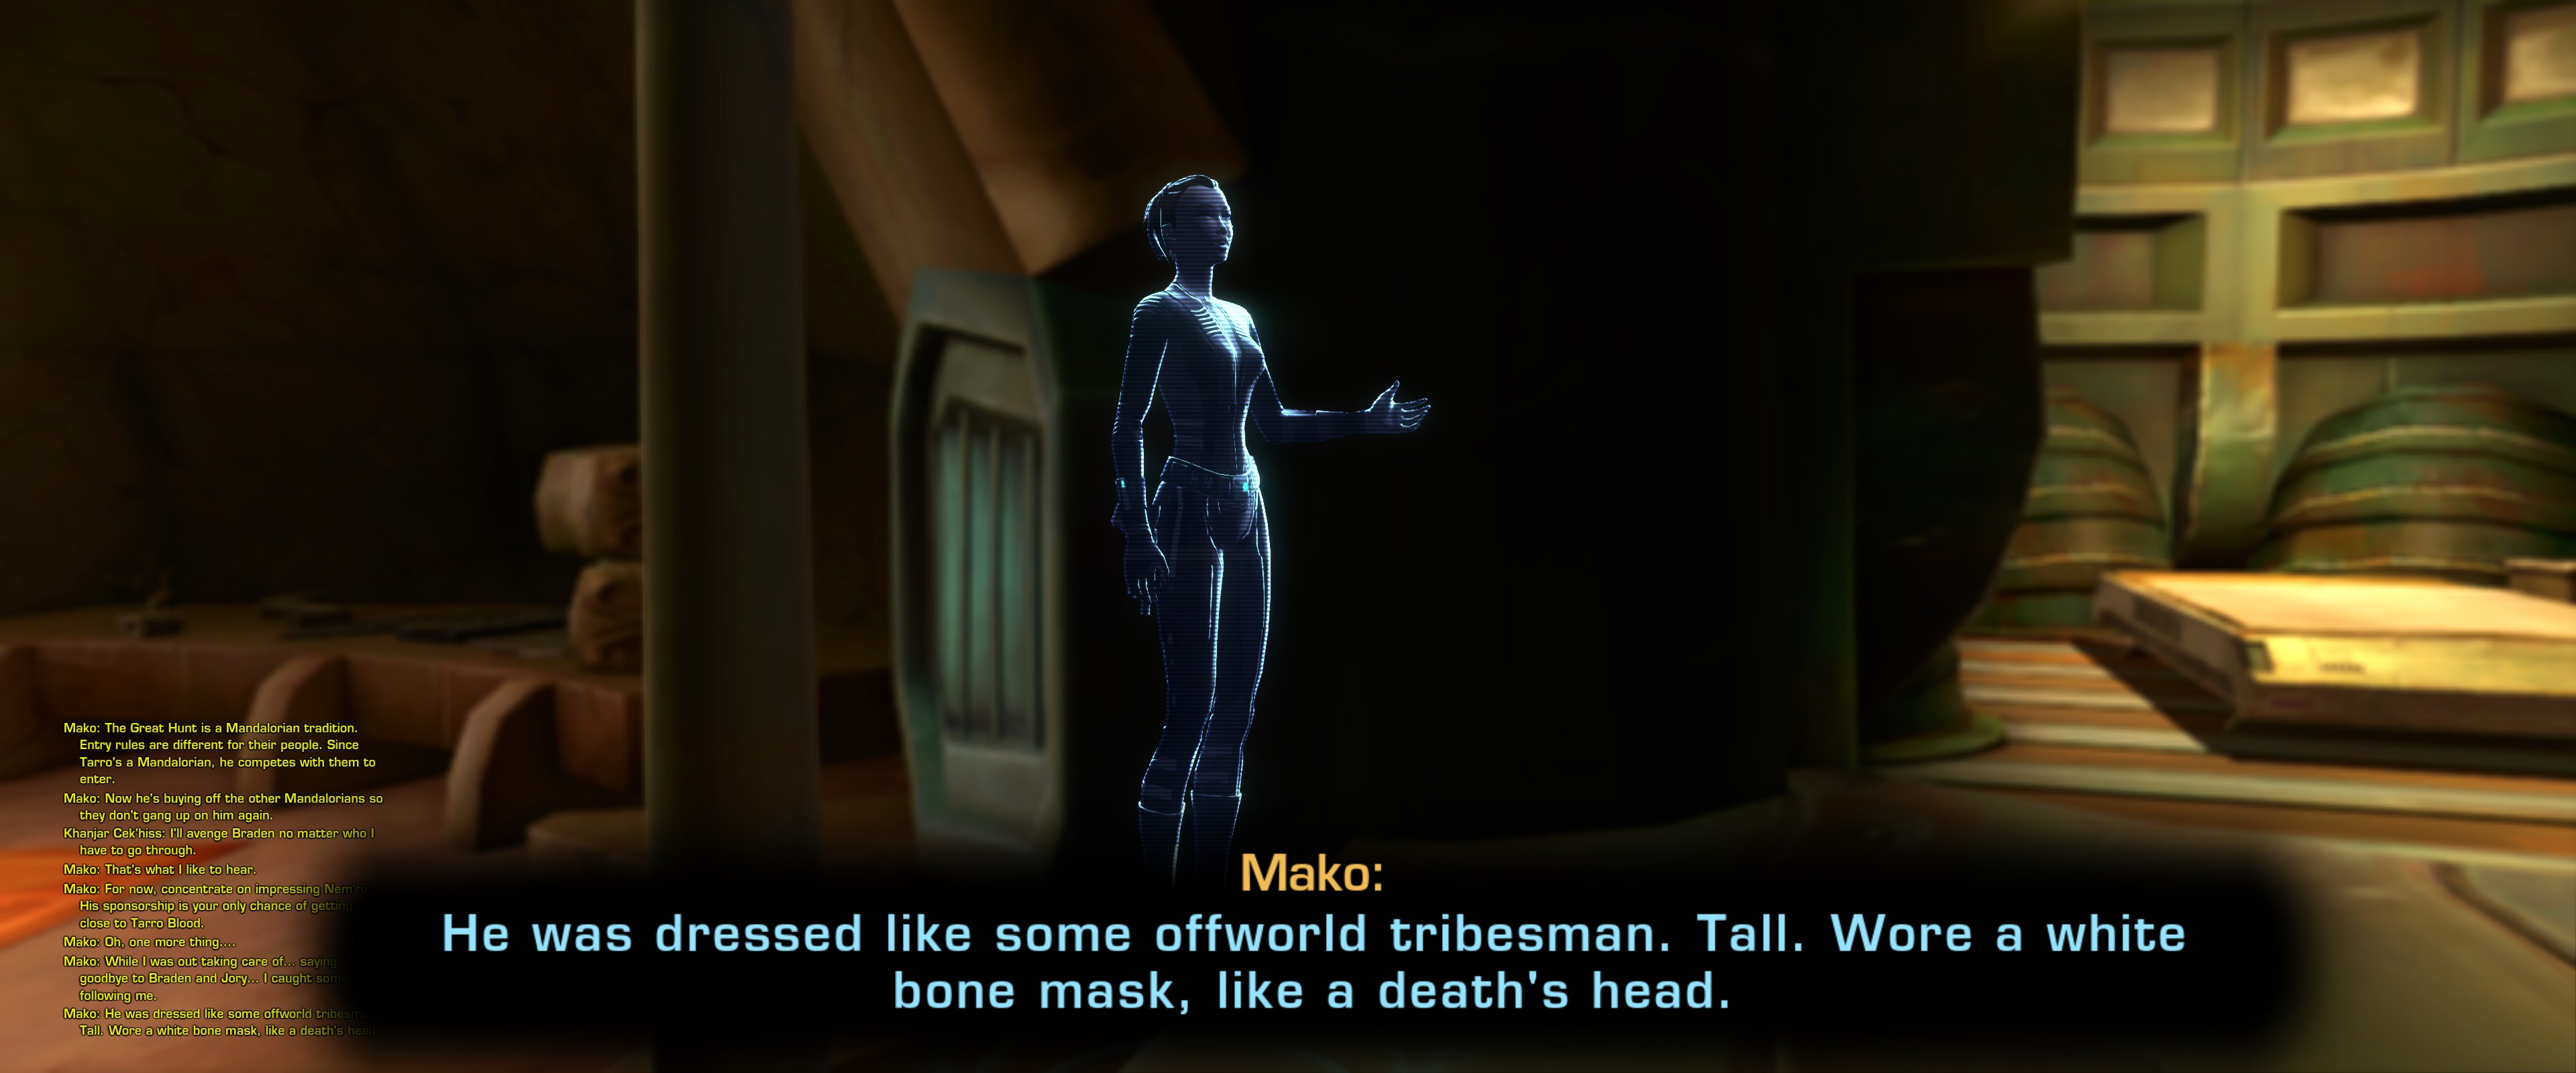 Mako: The Great Hunt is a Mandalorian tradition.
Entry rules are different for their people. Since
Tarro's a Mandalorian, he competes with them to
enter.
Mako: Now he's buying off the other Mandalorians so
they don't gang up on him again.
Khanjar Cek'hiss: I'll avenge Braden no matter who I
have to go through.
Mako: That's what I like to hear.
Mako: For now, concentrate on impressing Nem'ro.
His sponsorship is your only chance of getting
close to Tarro Blood.
Mako: Oh, one more thing....
Mako: While I was out taking care of... saying
goodbye to Braden and Jory... I caught
following me.
Mako: He was dressed like some offworld tribesman.
Tall. Wore a white bone mask, like a death's head.
Mako:
He was dressed like some offworld tribesman. Tall. Wore a white
bone mask, like a death's head.